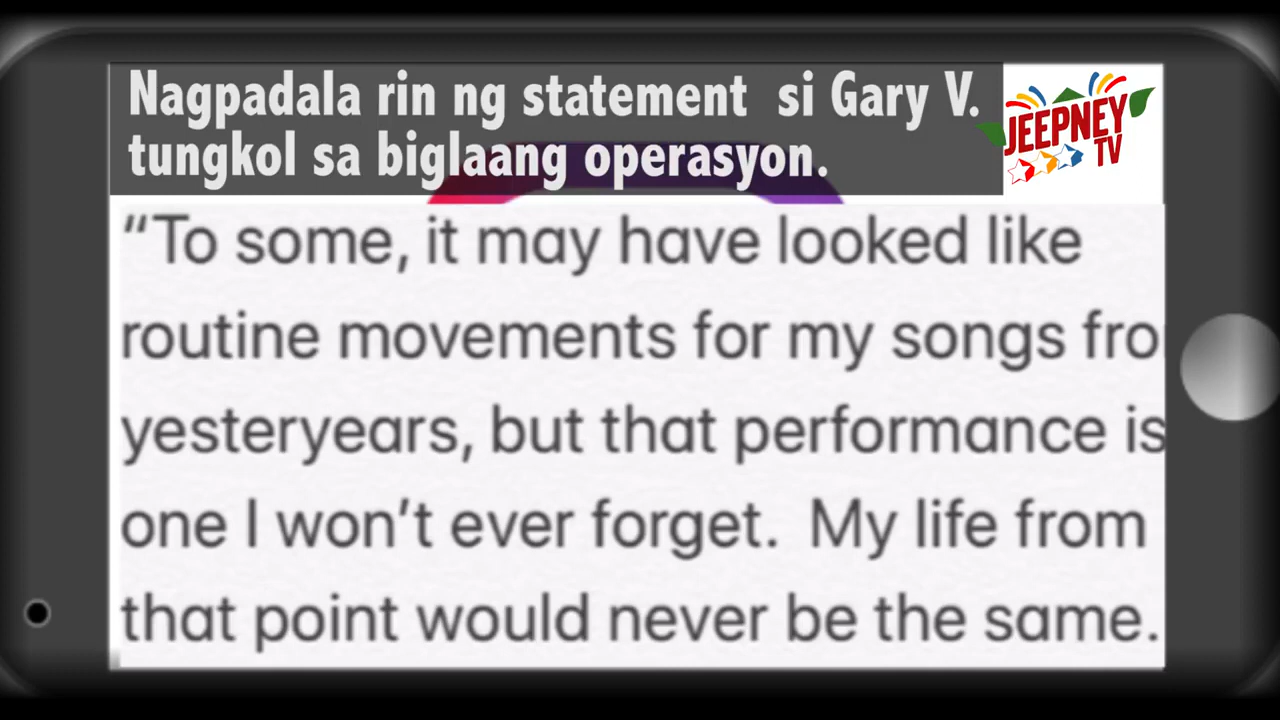 Nagpadala rin ng statement si Gary V.
tungkol sa biglaang operasyon.
JEEPNEY
TV
“To some, it may have looked like
routine movements for my songs fro
yesteryears, but that performance is
one I won’t ever forget. My life from
that point would never be the same.